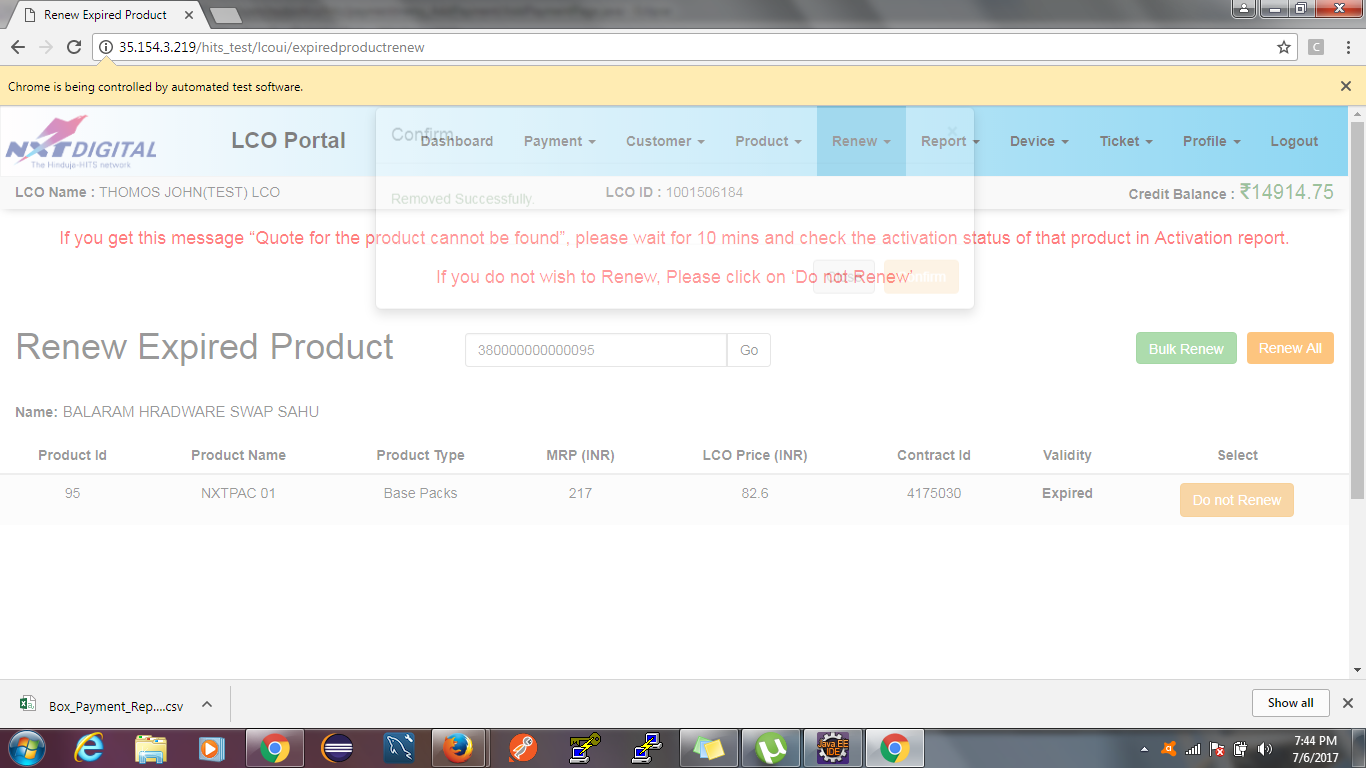 Renew Expired Product
35.154.3.219/hits_test/lcoui/expiredproductrenew
C
Chrome is being controlled by automated test software.
NXTDIGITAL
The Hinduja-HITS network
LCO Portal
Confirm
Dashboard Payment Customer Product Renew Report Device Ticket Profile Logout
LCO Name : THOMOS JOHN(TEST) LCO LCO ID : 1001506184 Credit Balance : ₹14914.75
Removed Successfully.
If you get this message “Quote for the product cannot be found”, please wait for 10 mins and check the activation status of that product in Activation report.
If you do not wish to Renew, Please click on ‘Do not Renew’
Confirm
Renew Expired Product 380000000000095 Go Bulk Renew Renew All
Name: BALARAM HRADWARE SWAP SAHU
Product Id Product Name Product Type MRP (INR) LCO Price (INR) Contract Id Validity Select
95 NXTPAC 01 Base Packs 217 82.6 4175030 Expired Do not Renew
Box_Payment_Rep....csv Show all
Java EE
IDE
7:44 PM
7/6/2017